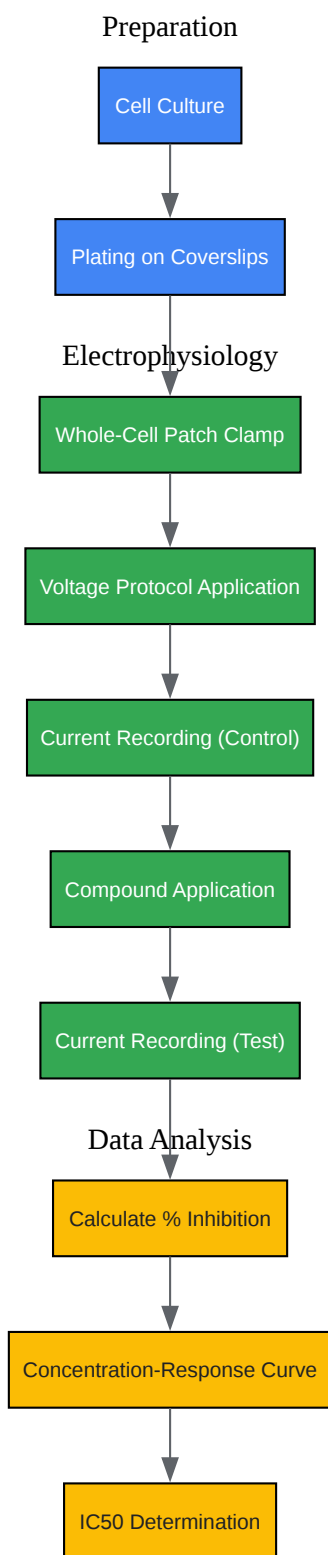 Preparation
Cell Culture
Plating on Coverslips
Electrophysiology
Whole-Cell Patch Clamp
Voltage Protocol Application
Current Recording (Control)
Compound Application
Current Recording (Test)
Data Analysis
Calculate % Inhibition
Concentration-Response Curve
IC50 Determination